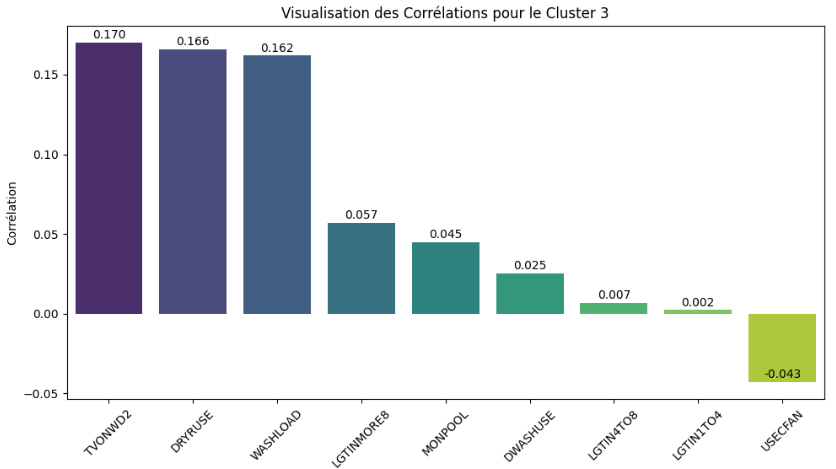 Visualisation des Corrélations pour le Cluster 3
Corrélation
0.15
0.10
0.05
0.00
−0.05
0.170
0.166
0.162
0.057
0.045
0.025
0.007
0.002
-0.043
TVONWD2
DRYRUSE
WASHLOAD
LGTINMORE8
MONPOOL
DWASHUSE
LGTIN4TO8
LGTIN1TO4
USECFAN